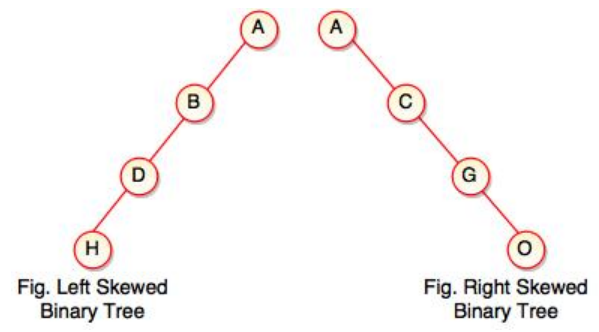 A
B
D
H
Fig. Left Skewed
Binary Tree
A
C
G
O
Fig. Right Skewed
Binary Tree